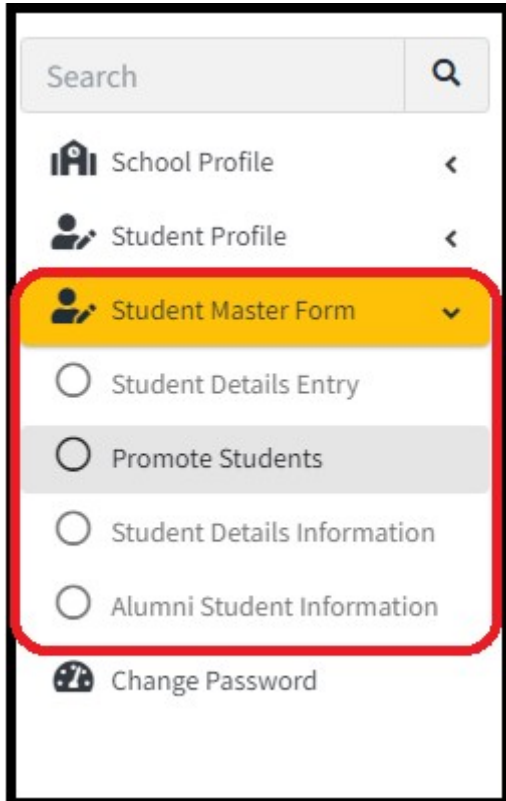 Search
School Profile
Student Profile
Student Master Form
Student Details Entry
Promote Students
Student Details Information
Alumni Student Information
Change Password